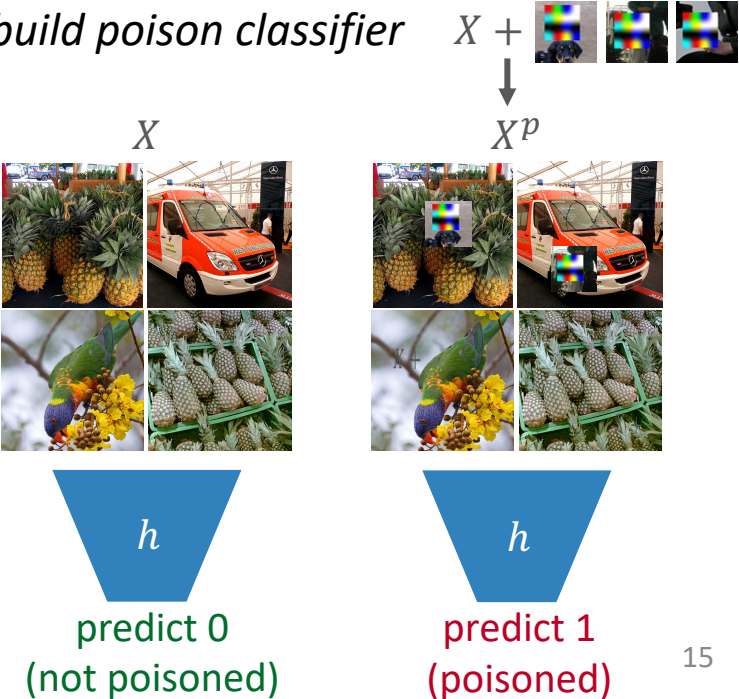 build poison classifier
X +
X
X^p
X+
h
h
predict 0
(not poisoned)
predict 1
(poisoned)
15